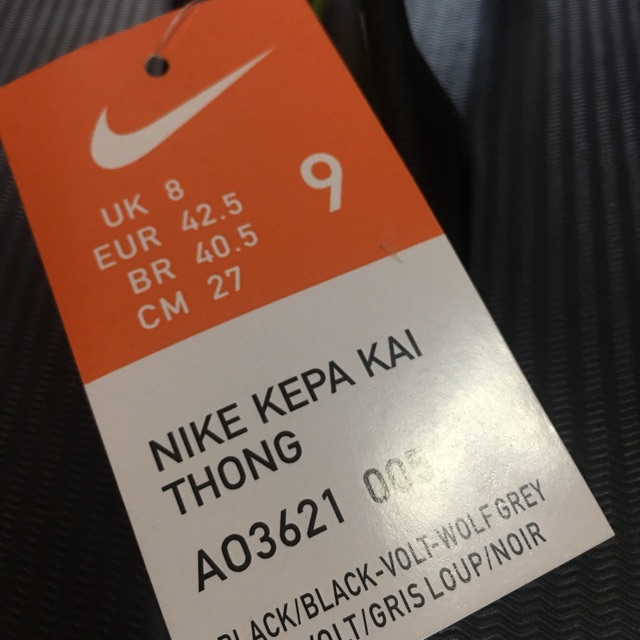 UK 8
EUR 42.5
BR 40.5
CM 27
9
NIKE KEPA KAI
THONG
AO3621 005
BLACK/BLACK-VOLT-WOLF GREY
VOLT/GRIS LOUP/NOIR